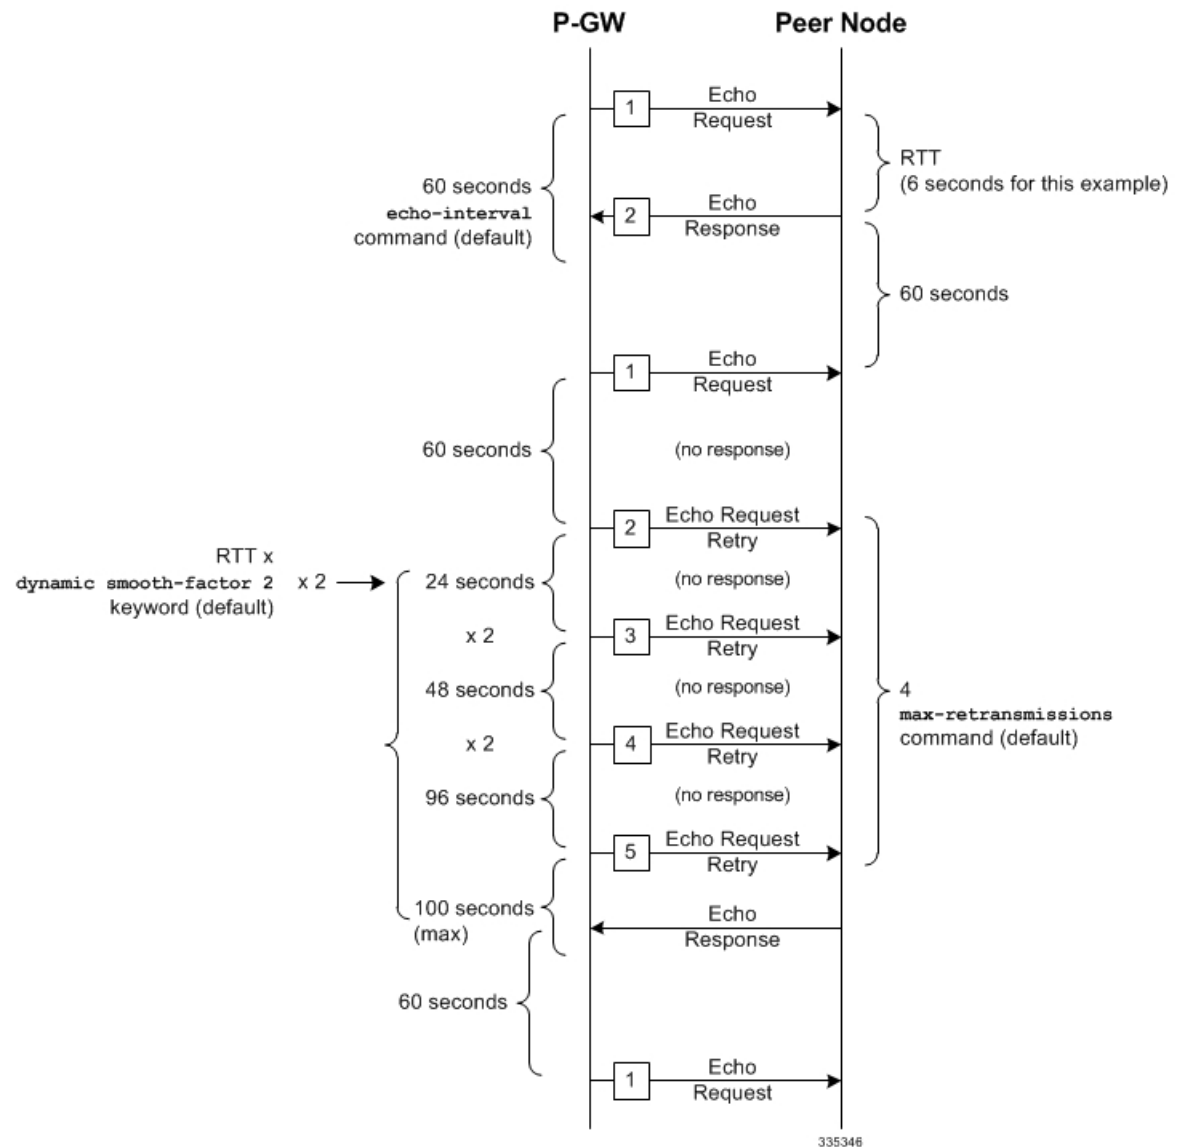 P-GW
Peer Node
1
Echo
Request
60 seconds
echo-interval
command (default)
RTT
(6 seconds for this example)
2
Echo
Response
60 seconds
1
Echo
Request
60 seconds
(no response)
2
Echo Request
Retry
RTT x
dynamic smooth-factor 2
keyword (default)
x 2
24 seconds
(no response)
x 2
3
Echo Request
Retry
48 seconds
(no response)
4
max-retransmissions
command (default)
x 2
4
Echo Request
Retry
96 seconds
(no response)
5
Echo Request
Retry
100 seconds
(max)
Echo
Response
60 seconds
1
Echo
Request
335346